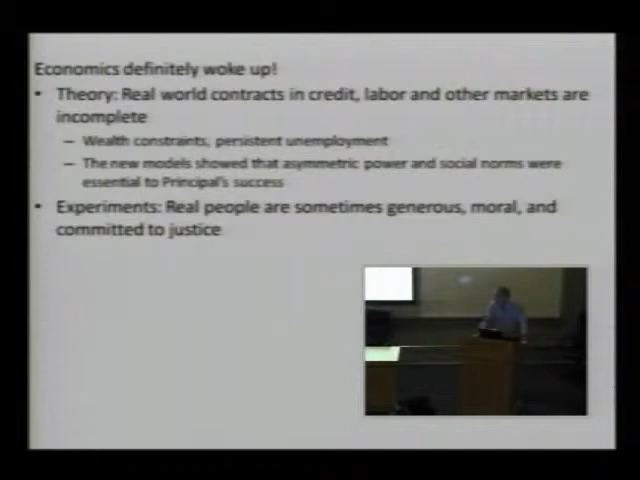 Economics definitely woke up!
• Theory: Real world contracts in credit, labor and other markets are
incomplete
– Wealth constraints, persistent unemployment
– The new models showed that asymmetric power and social norms were
essential to Principal's success
• Experiments: Real people are sometimes generous, moral, and
committed to justice